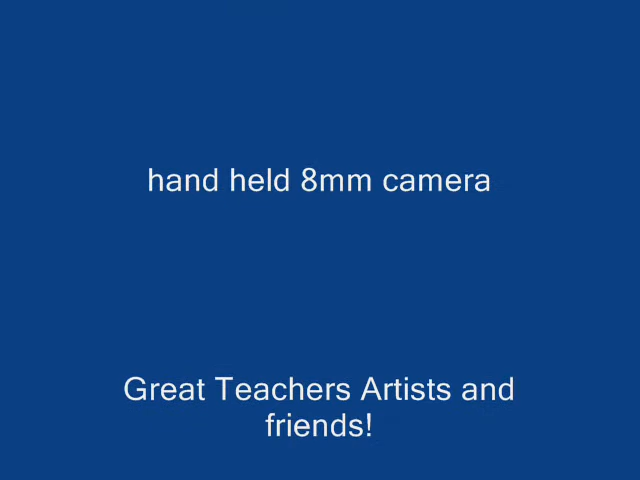 hand held 8mm camera
Great Teachers Artists and
friends!